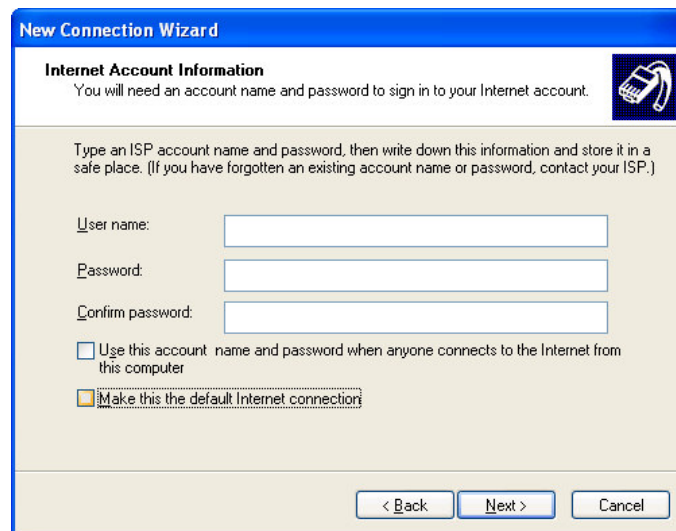 New Connection Wizard
Internet Account Information
You will need an account name and password to sign in to your Internet account.
Type an ISP account name and password, then write down this information and store it in a
safe place. (If you have forgotten an existing account name or password, contact your ISP.)
User name:
Password:
Confirm password:
Use this account name and password when anyone connects to the Internet from
this computer
Make this the default Internet connection
< Back
Next >
Cancel